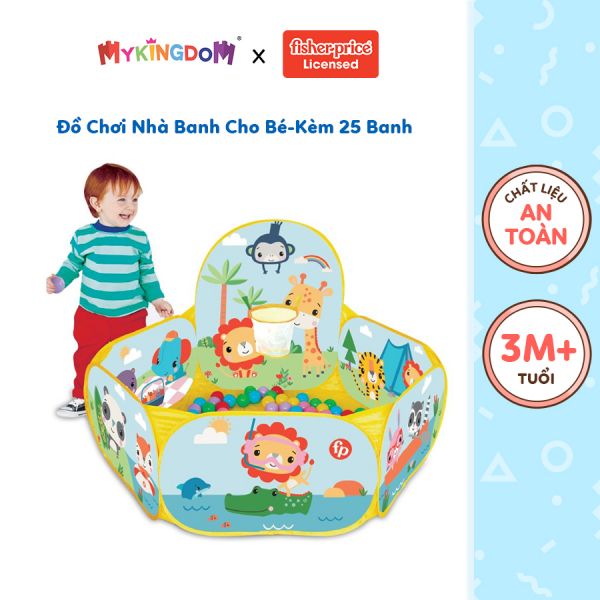 MYKINGDOM® x fisher-price®
Licensed
Đồ Chơi Nhà Banh Cho Bé-Kèm 25 Banh
CHẤT LIỆU
AN
TOÀN
3M+
TUỔI
fp